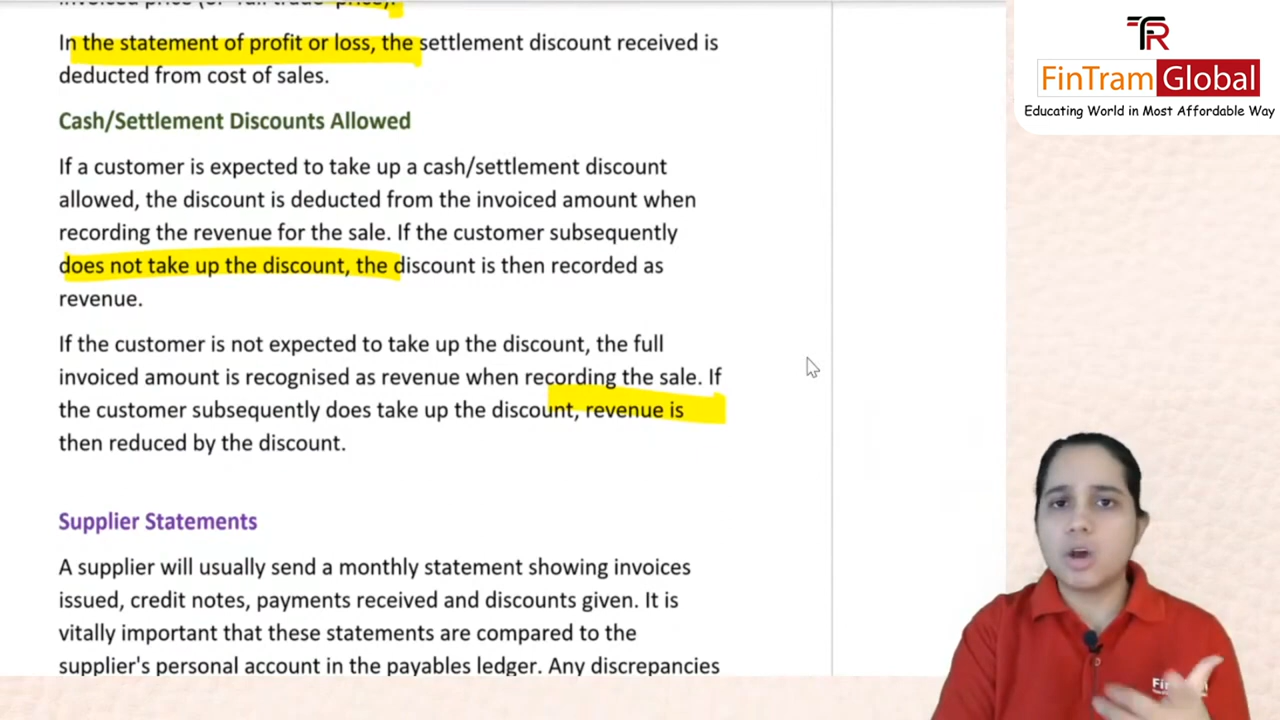 invoiced price (or 'full trade' price).
In the statement of profit or loss, the settlement discount received is
deducted from cost of sales.
Cash/Settlement Discounts Allowed
If a customer is expected to take up a cash/settlement discount
allowed, the discount is deducted from the invoiced amount when
recording the revenue for the sale. If the customer subsequently
does not take up the discount, the discount is then recorded as
revenue.
If the customer is not expected to take up the discount, the full
invoiced amount is recognised as revenue when recording the sale. If
the customer subsequently does take up the discount, revenue is
then reduced by the discount.
Supplier Statements
A supplier will usually send a monthly statement showing invoices
issued, credit notes, payments received and discounts given. It is
vitally important that these statements are compared to the
supplier's personal account in the payables ledger. Any discrepancies
TR
FinTram Global
Educating World in Most Affordable Way